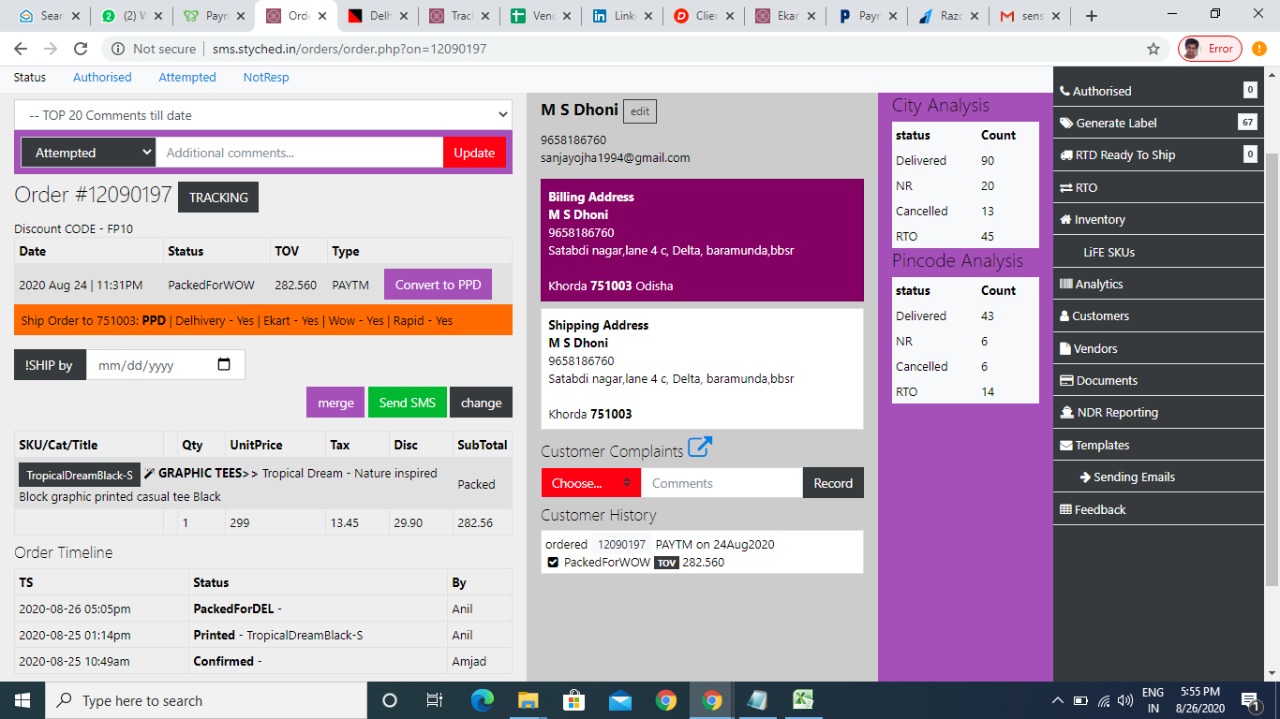 Sear
(2) W
Paym
Orde
Delh
Trac
Venc
Link
Clier
Ekar
Payr
Razo
sens
Not secure | sms.styched.in/orders/order.php?on=12090197
Error
Status Authorised Attempted NotResp
-- TOP 20 Comments till date
Attempted Additional comments... Update
Order #12090197 TRACKING
Discount CODE - FP10
Date Status TOV Type
2020 Aug 24 | 11:31PM PackedForWOW 282.560 PAYTM Convert to PPD
Ship Order to 751003: PPD | Delhivery - Yes | Ekart - Yes | Wow - Yes | Rapid - Yes
!SHIP by mm/dd/yyyy
merge Send SMS change
SKU/Cat/Title Qty UnitPrice Tax Disc SubTotal
TropicalDreamBlack-S GRAPHIC TEES>> Tropical Dream - Nature inspired
Block graphic printed casual tee Black
Packed
1 299 13.45 29.90 282.56
Order Timeline
TS Status By
2020-08-26 05:05pm PackedForDEL - Anil
2020-08-25 01:14pm Printed - TropicalDreamBlack-S Anil
2020-08-25 10:49am Confirmed - Amjad
M S Dhoni edit
9658186760
sanjayojha1994@gmail.com
Billing Address
M S Dhoni
9658186760
Satabdi nagar,lane 4 c, Delta, baramunda,bbsr
Khorda 751003 Odisha
Shipping Address
M S Dhoni
9658186760
Satabdi nagar,lane 4 c, Delta, baramunda,bbsr
Khorda 751003
Customer Complaints
Choose... Comments Record
Customer History
ordered 12090197 PAYTM on 24Aug2020
PackedForWOW TOV 282.560
City Analysis
status Count
Delivered 90
NR 20
Cancelled 13
RTO 45
Pincode Analysis
status Count
Delivered 43
NR 6
Cancelled 6
RTO 14
Authorised 0
Generate Label 67
RTD Ready To Ship 0
RTO
Inventory
LiFE SKUs
Analytics
Customers
Vendors
Documents
NDR Reporting
Templates
Sending Emails
Feedback
Type here to search
ENG
IN
5:55 PM
8/26/2020
1